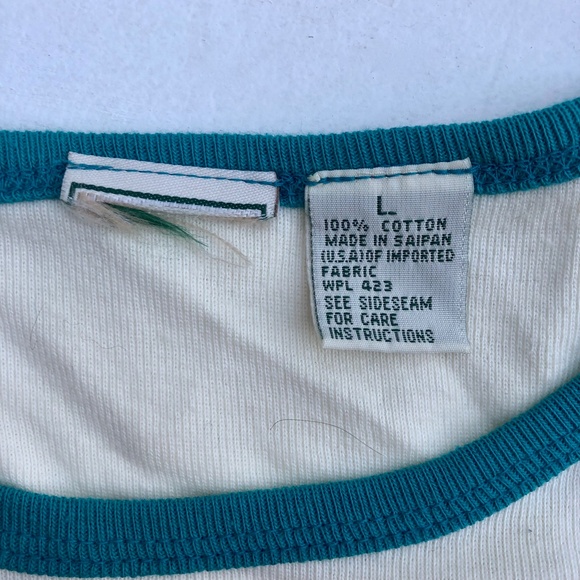 L
100% COTTON
MADE IN SAIPAN
(U.S.A) OF IMPORTED
FABRIC
WPL 423
SEE SIDESEAM
FOR CARE
INSTRUCTIONS